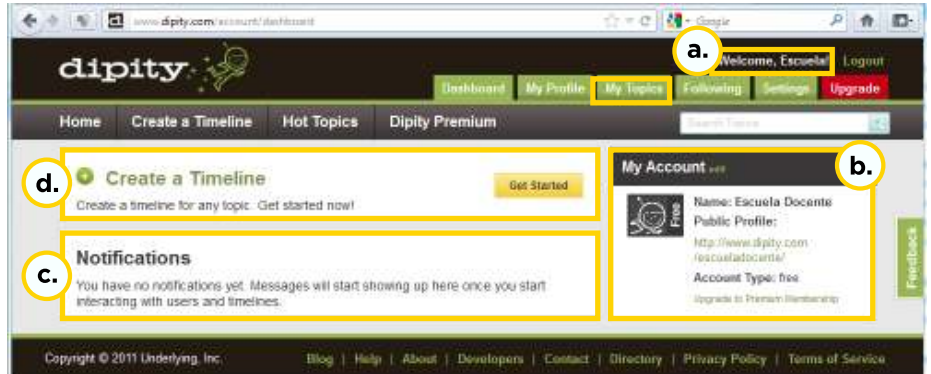 www.dipity.com/account/dashboard
Google
a.
dipity
Welcome, Escuela! Logout
Dashboard My Profile My Topics Following Settings Upgrade
Home Create a Timeline Hot Topics Dipity Premium
Search Topics
d.
Create a Timeline
Get Started
Create a timeline for any topic. Get started now!
My Account edit
b.
Free
Name: Escuela Docente
Public Profile:
http://www.dipity.com
/escueladocente/
Account Type: free
Upgrade to Premium Membership
c.
Notifications
You have no notifications yet. Messages will start showing up here once you start
interacting with users and timelines.
Feedback
Copyright © 2011 Underlying, Inc.
Blog | Help | About | Developers | Contact | Directory | Privacy Policy | Terms of Service